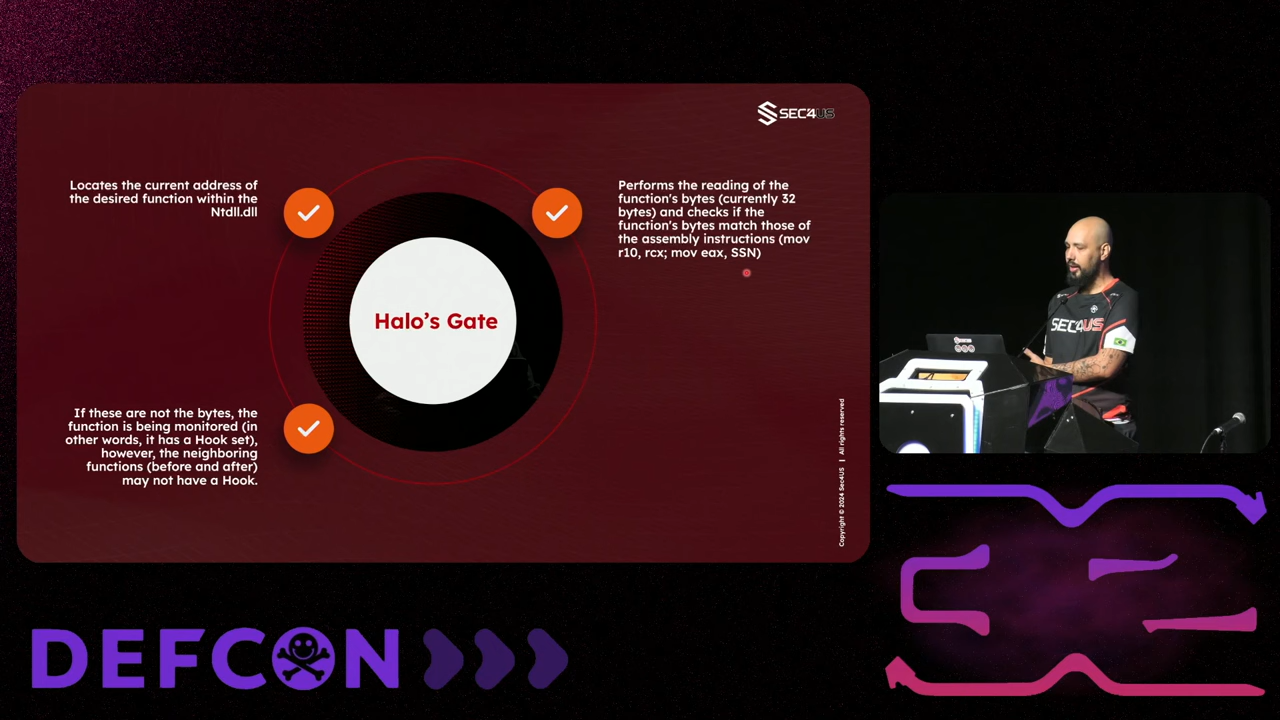 SEC4US
Locates the current address of
the desired function within the
Ntdll.dll
Performs the reading of the
function's bytes (currently 32
bytes) and checks if the
function's bytes match those of
the assembly instructions (mov
r10, rcx; mov eax, SSN)
Halo's Gate
If these are not the bytes, the
function is being monitored (in
other words, it has a Hook set),
however, the neighboring
functions (before and after)
may not have a Hook.
Copyright © 2024 Sec4US | All rights reserved
SEC4US
DEFCON